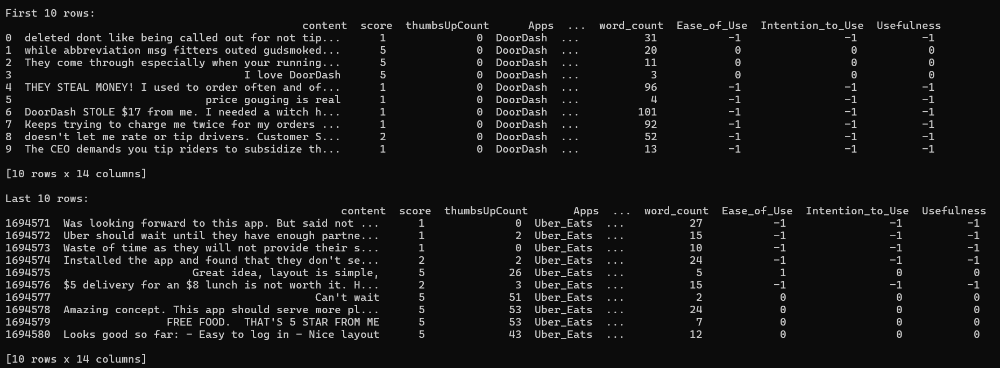 First 10 rows:
content score thumbsUpCount Apps ... word_count Ease_of_Use Intention_to_Use Usefulness
0 deleted dont like being called out for not tip... 1 0 DoorDash ... 31 -1 -1 -1
1 while abbreviation msg fitters outed gudsmoked... 5 0 DoorDash ... 20 0 0 0
2 They come through especially when your running... 5 0 DoorDash ... 11 0 0 0
3 I love DoorDash 5 0 DoorDash ... 3 0 0 0
4 THEY STEAL MONEY! I used to order often and of... 1 0 DoorDash ... 96 -1 -1 -1
5 price gouging is real 1 0 DoorDash ... 4 -1 -1 -1
6 DoorDash STOLE $17 from me. I needed a witch h... 1 0 DoorDash ... 101 -1 -1 -1
7 Keeps trying to charge me twice for my orders ... 1 0 DoorDash ... 92 -1 -1 -1
8 doesn't let me rate or tip drivers. Customer S... 2 0 DoorDash ... 52 -1 -1 -1
9 The CEO demands you tip riders to subsidize th... 1 0 DoorDash ... 13 -1 -1 -1
[10 rows x 14 columns]
Last 10 rows:
content score thumbsUpCount Apps ... word_count Ease_of_Use Intention_to_Use Usefulness
1694571 Was looking forward to this app. But said not ... 1 0 Uber_Eats ... 27 -1 -1 -1
1694572 Uber should wait until they have enough partne... 1 2 Uber_Eats ... 15 -1 -1 -1
1694573 Waste of time as they will not provide their s... 1 0 Uber_Eats ... 10 -1 -1 -1
1694574 Installed the app and found that they don't se... 2 2 Uber_Eats ... 24 -1 -1 -1
1694575 Great idea, layout is simple, 5 26 Uber_Eats ... 5 1 0 0
1694576 $5 delivery for an $8 lunch is not worth it. H... 2 3 Uber_Eats ... 15 -1 -1 -1
1694577 Can't wait 5 51 Uber_Eats ... 2 0 0 0
1694578 Amazing concept. This app should serve more pl... 5 53 Uber_Eats ... 24 0 0 0
1694579 FREE FOOD.  THAT'S 5 STAR FROM ME 5 53 Uber_Eats ... 7 0 0 0
1694580 Looks good so far: - Easy to log in - Nice layout 5 43 Uber_Eats ... 12 0 0 0
[10 rows x 14 columns]